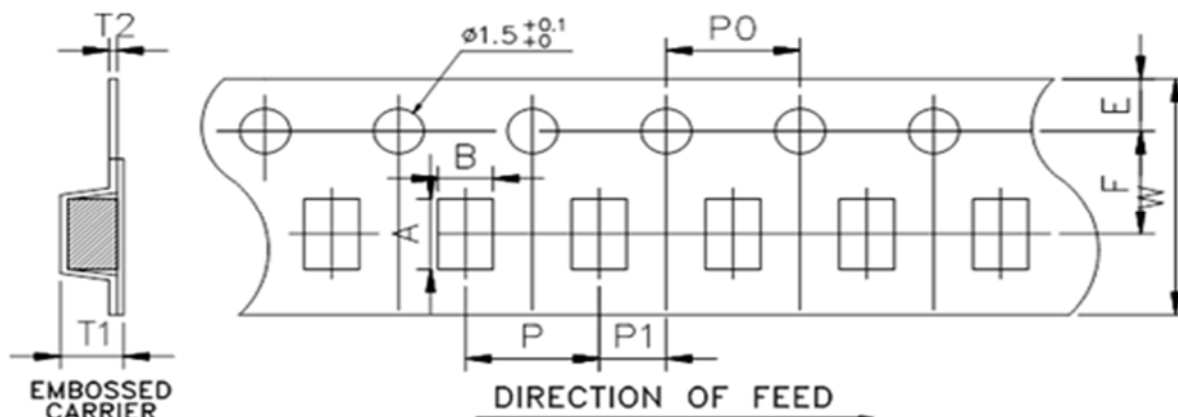 T2
ø1.5 +0.1
+0
P0
E
B
F
W
A
T1
P
P1
EMBOSSED
CARRIER
DIRECTION OF FEED